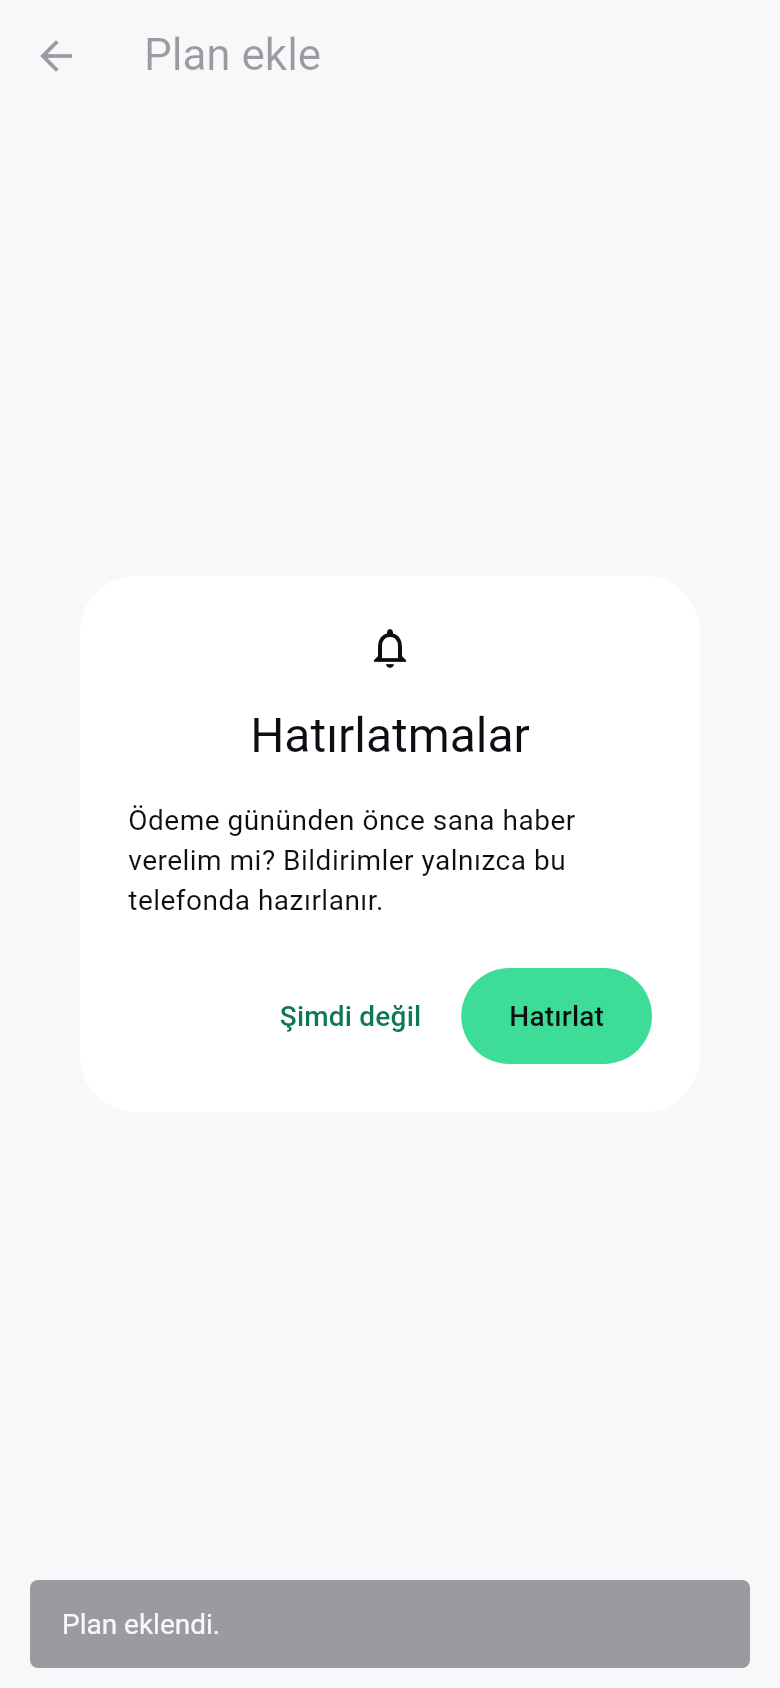 Plan ekle
Hatırlatmalar
Ödeme gününden önce sana haber
verelim mi? Bildirimler yalnızca bu
telefonda hazırlanır.
Şimdi değil
Hatırlat
Plan eklendi.